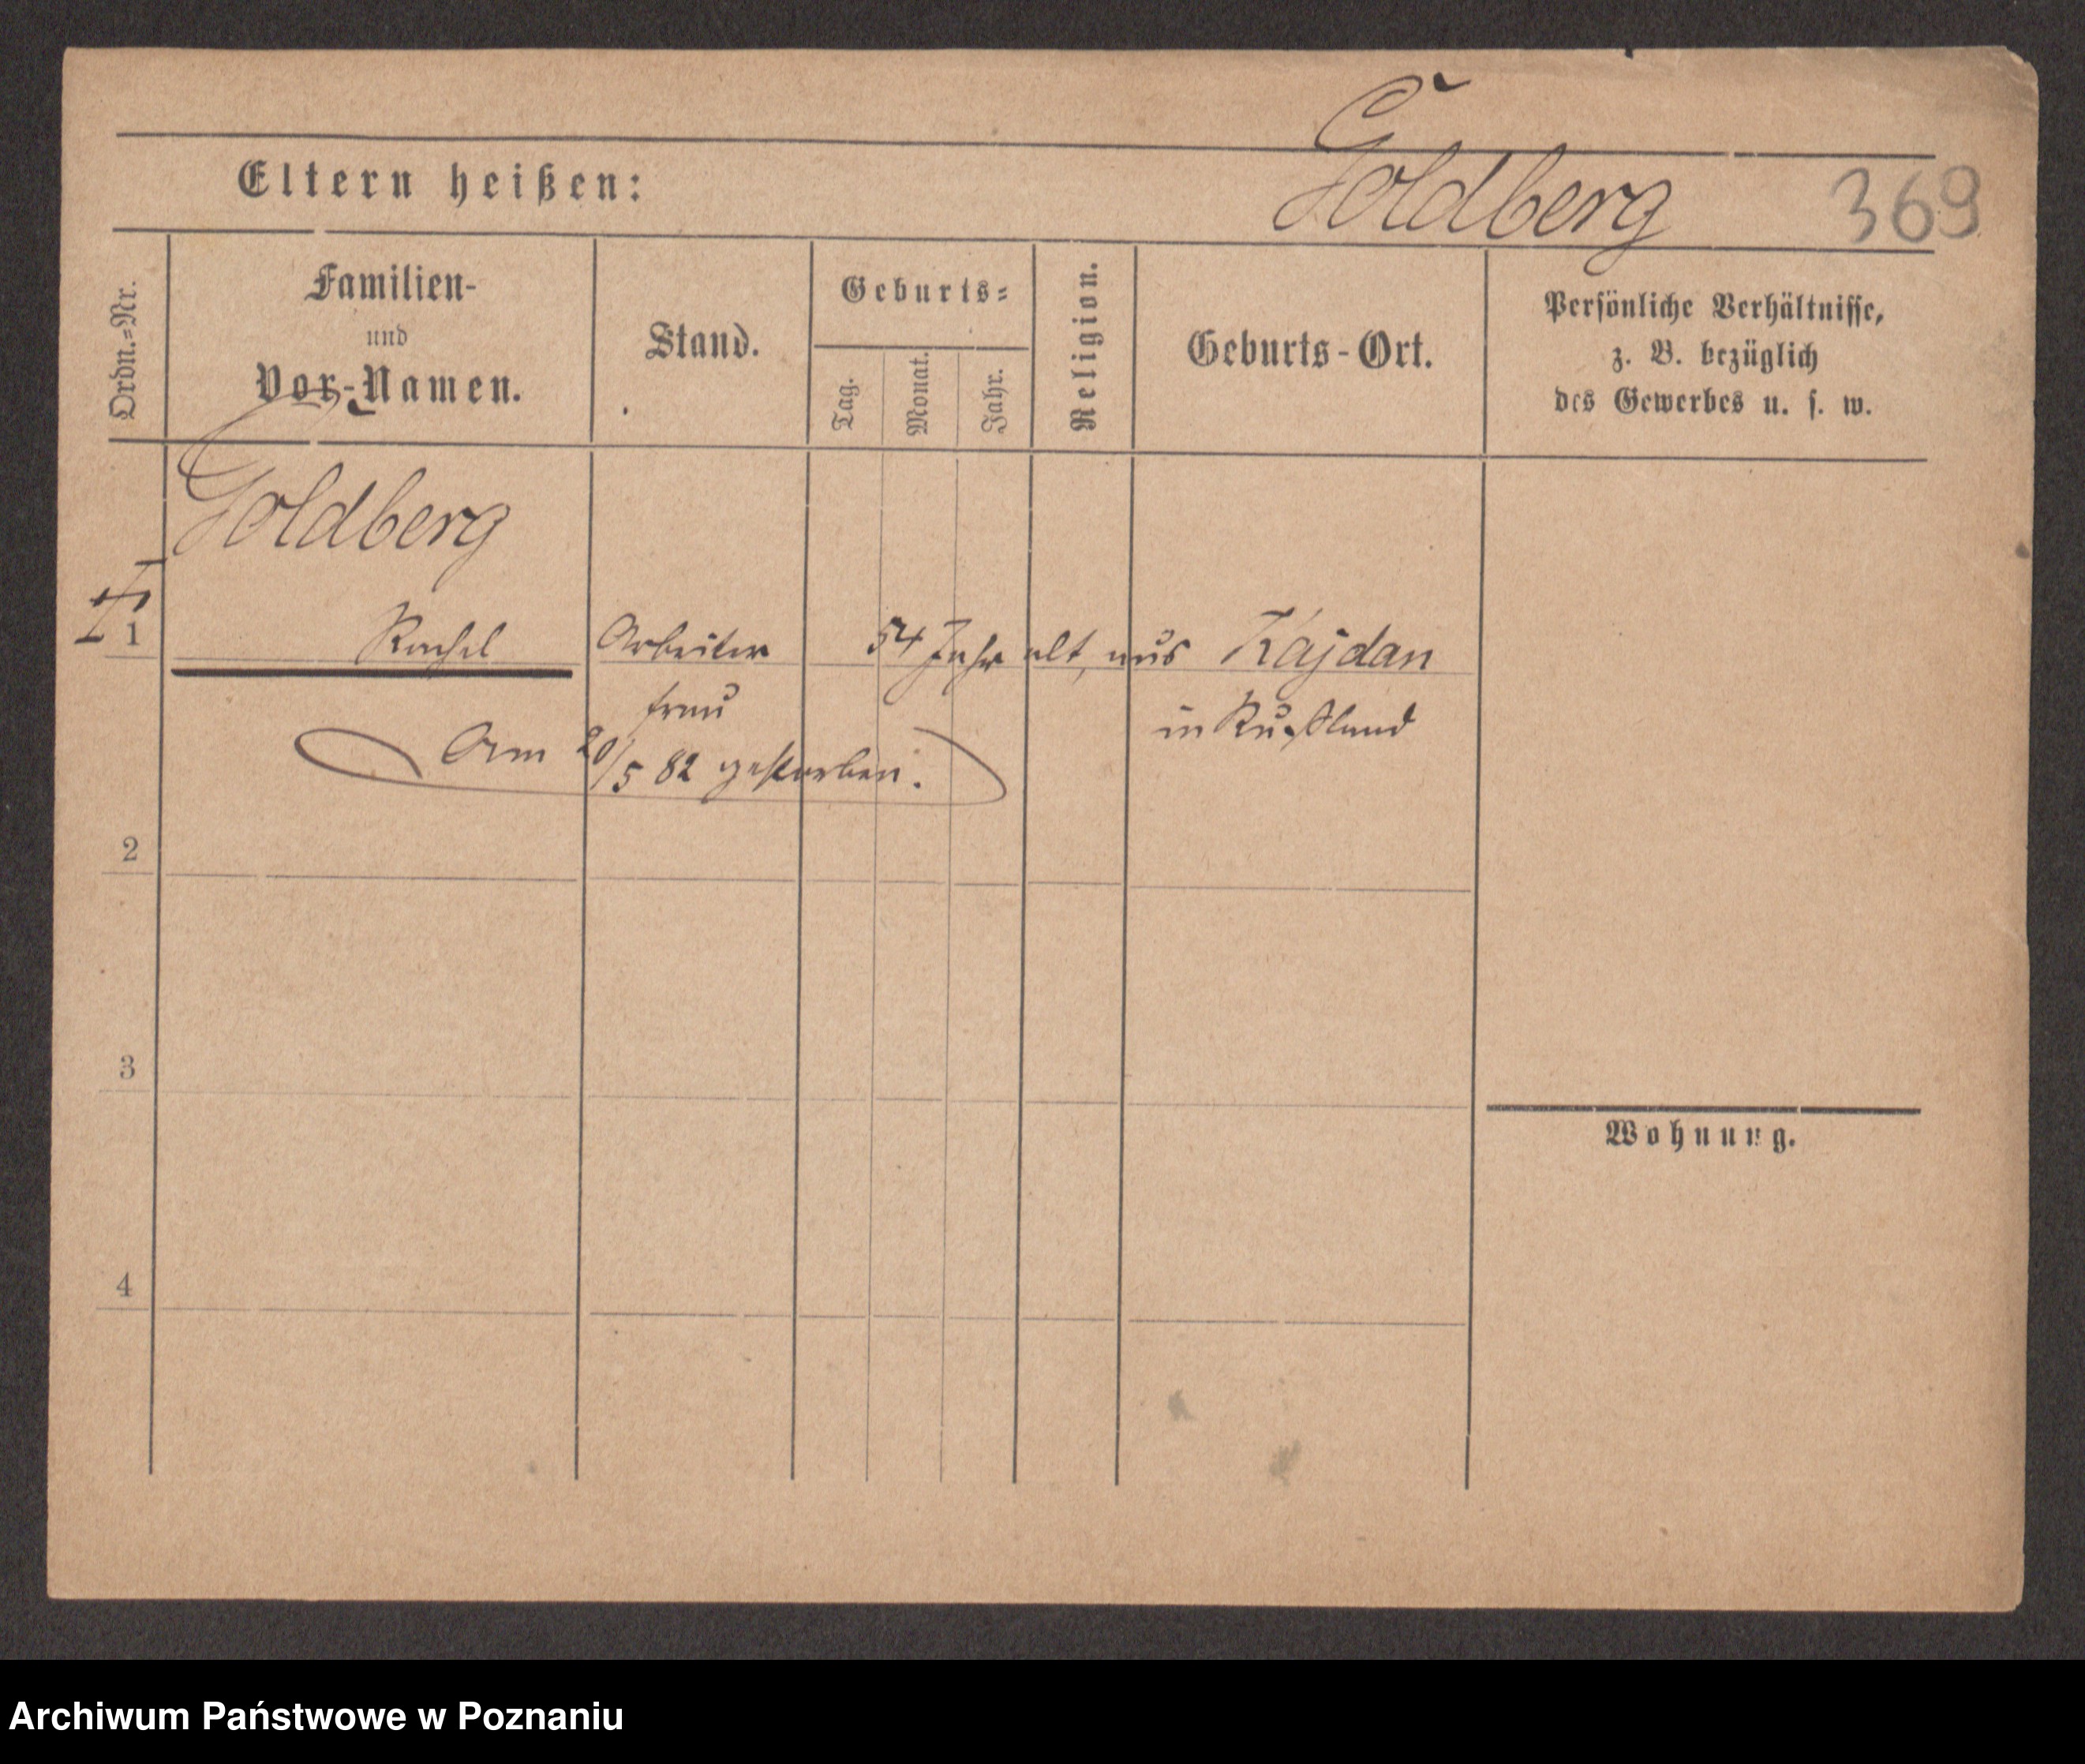 Goldberg
Eltern heißen:
369
Ordn.=Nr.
Familien-
und
Vor-Namen.
Stand.
Geburts=
Tag.
Monat.
Jahr.
Religion.
Geburts-Ort.
Persönliche Verhältnisse,
z. B. bezüglich
des Gewerbes u. s. w.
Goldberg
1 Rachel Arbeiter 54 Jahr alt, aus Kajdan
frau in Rußland
Am 20/5 82 gestorben.
2
3
Wohnung.
4
Archiwum Państwowe w Poznaniu